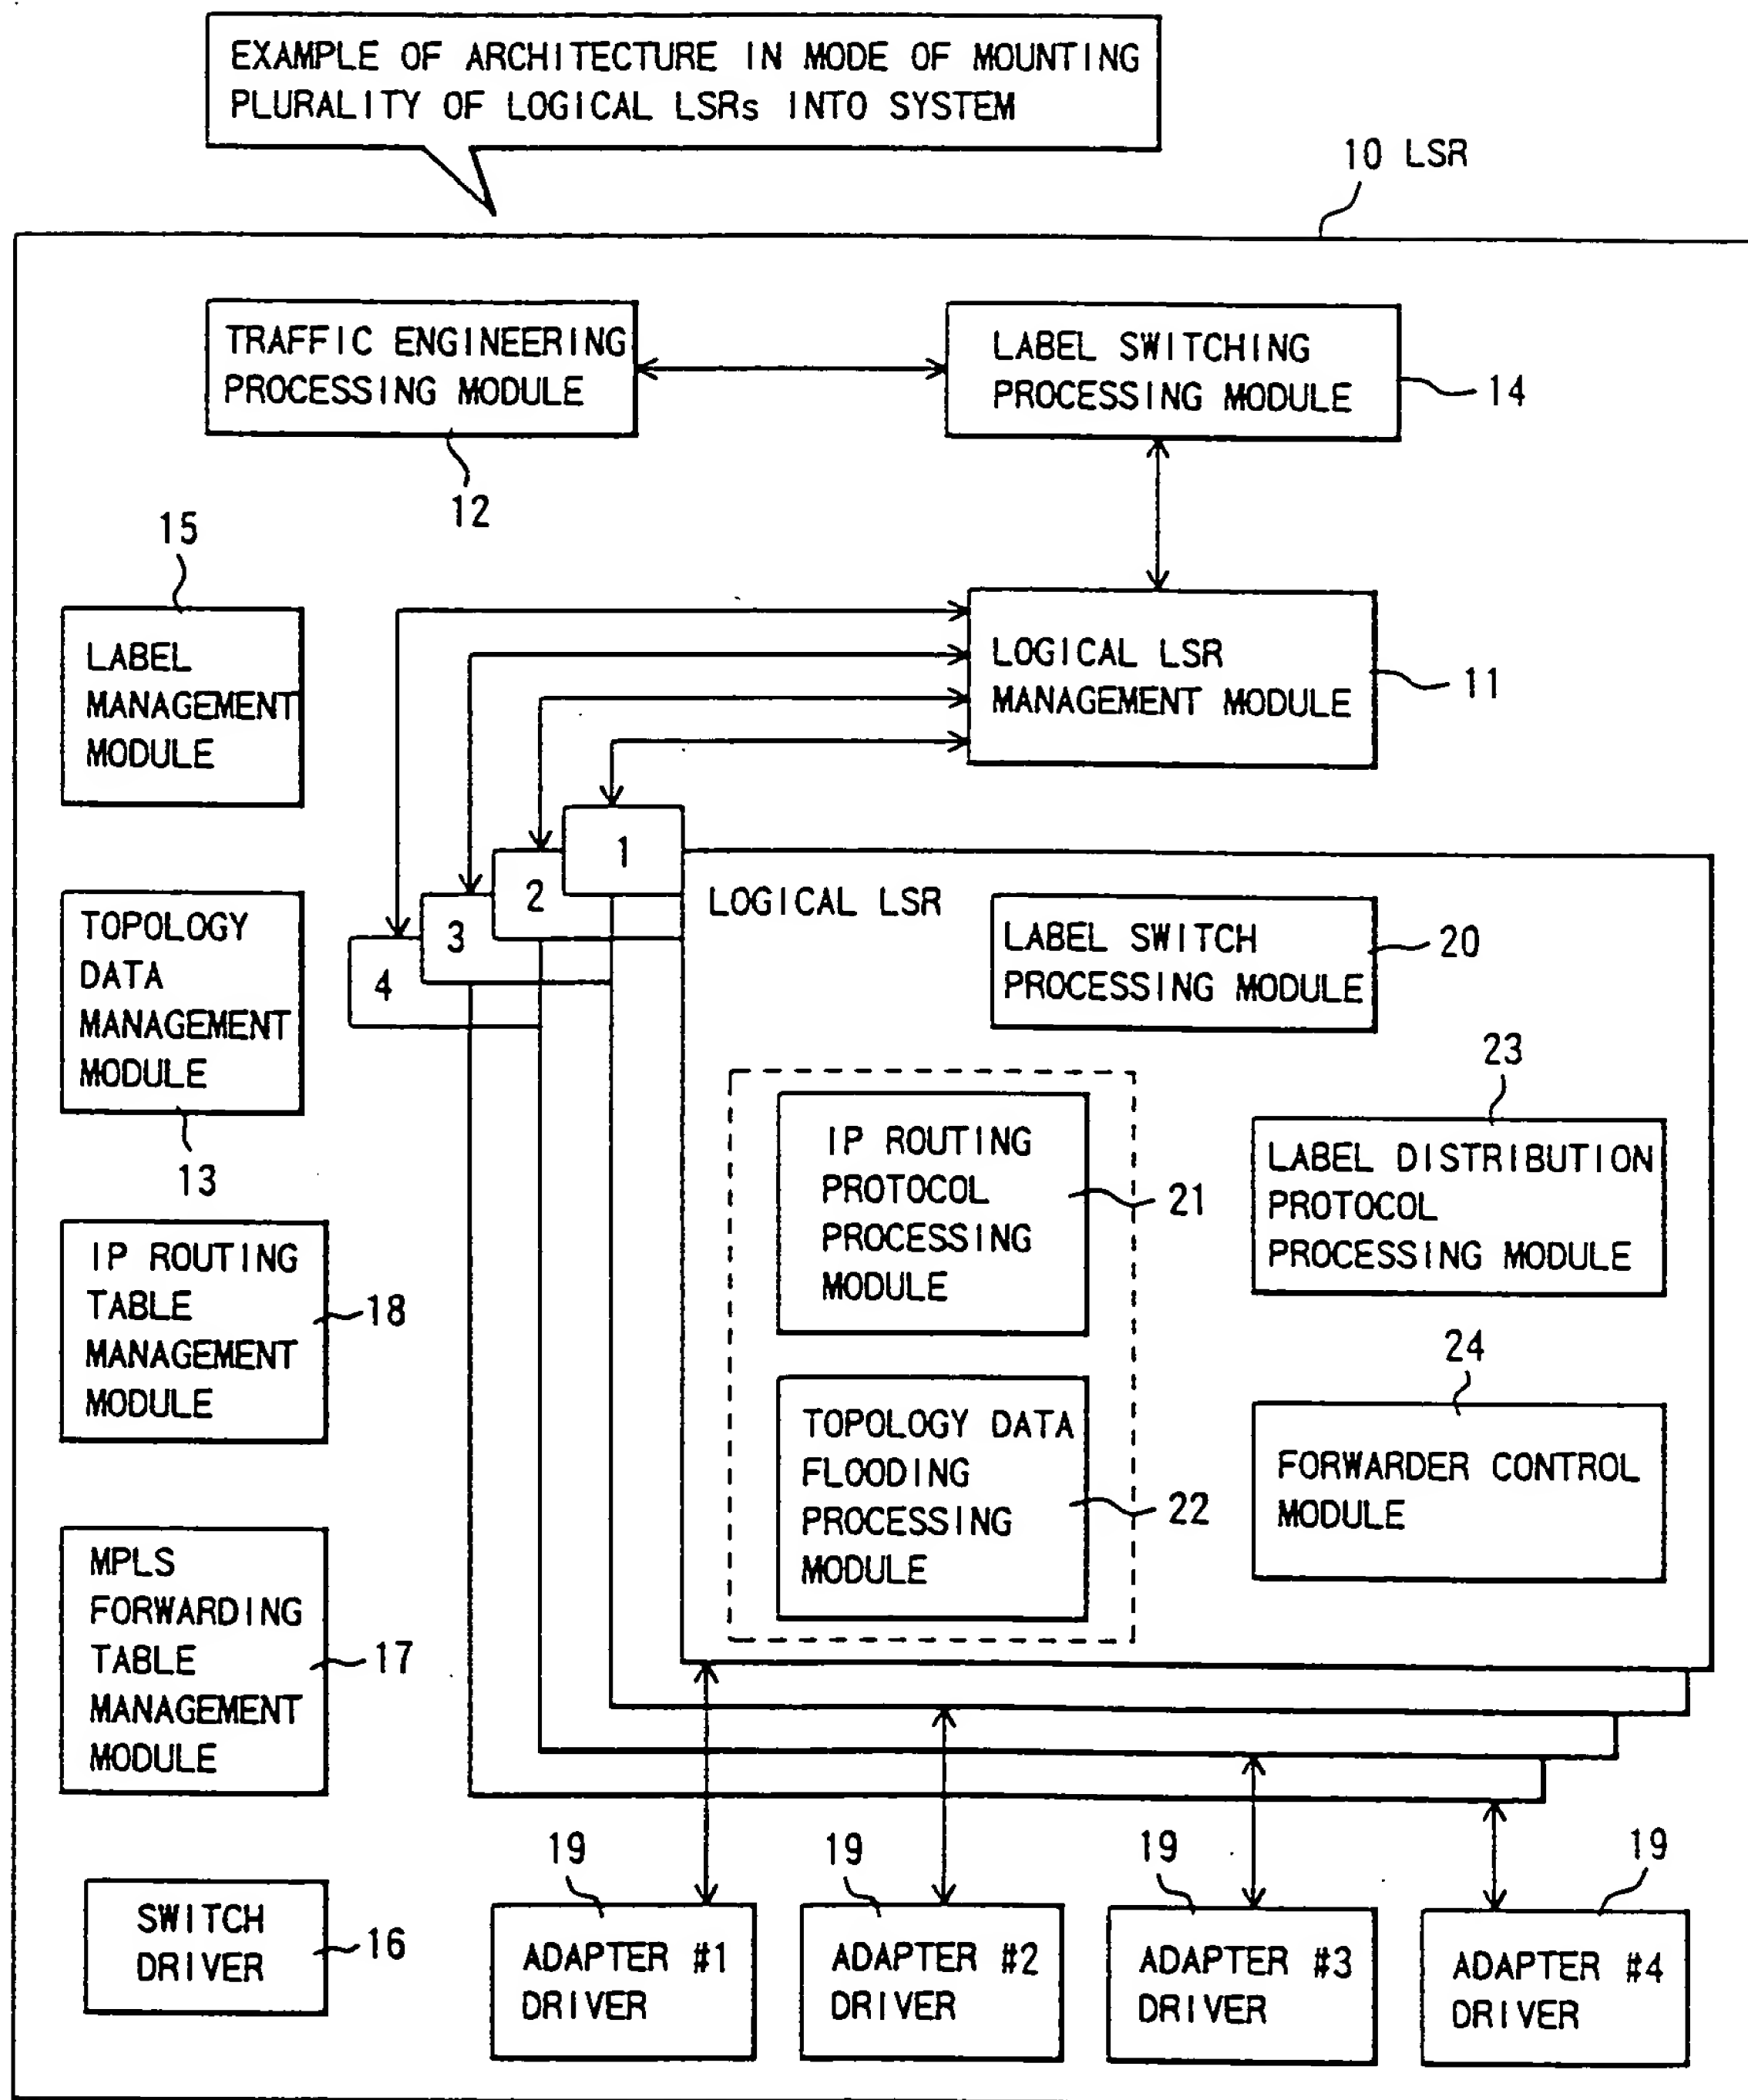 EXAMPLE OF ARCHITECTURE IN MODE OF MOUNTING
PLURALITY OF LOGICAL LSRs INTO SYSTEM
10 LSR
TRAFFIC ENGINEERING
PROCESSING MODULE
12
LABEL SWITCHING
PROCESSING MODULE
14
15
LABEL
MANAGEMENT
MODULE
LOGICAL LSR
MANAGEMENT MODULE
11
1
2
3
4
TOPOLOGY
DATA
MANAGEMENT
MODULE
13
LOGICAL LSR
LABEL SWITCH
PROCESSING MODULE
20
IP ROUTING
PROTOCOL
PROCESSING
MODULE
21
23
LABEL DISTRIBUTION
PROTOCOL
PROCESSING MODULE
IP ROUTING
TABLE
MANAGEMENT
MODULE
18
TOPOLOGY DATA
FLOODING
PROCESSING
MODULE
22
24
FORWARDER CONTROL
MODULE
MPLS
FORWARDING
TABLE
MANAGEMENT
MODULE
17
SWITCH
DRIVER
16
19
ADAPTER #1
DRIVER
19
ADAPTER #2
DRIVER
19
ADAPTER #3
DRIVER
19
ADAPTER #4
DRIVER